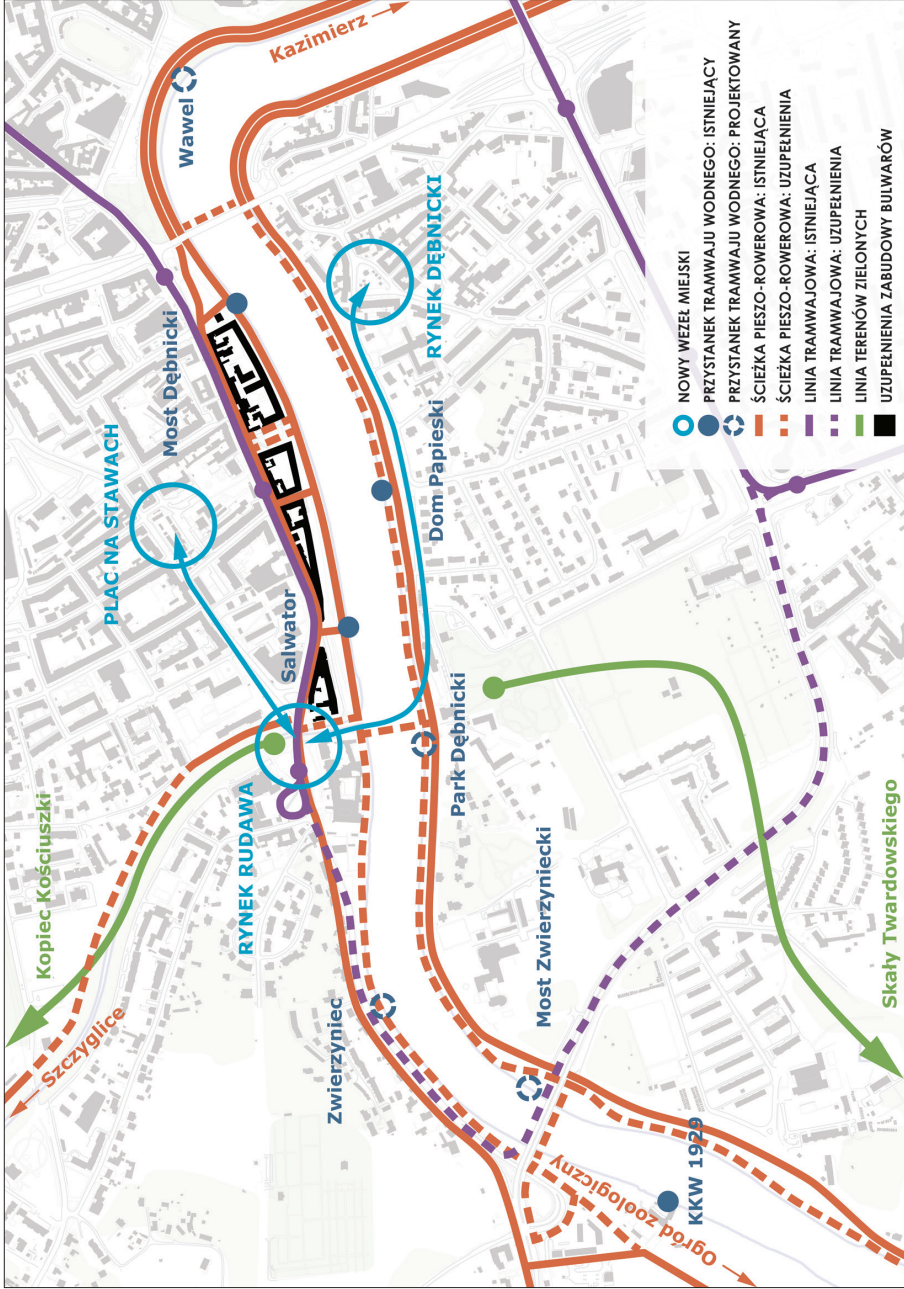 Kazimierz →
Wawel
Most Dębnicki
RYNEK DĘBNICKI
PLAC NA STAWACH
Dom Papieski
Salwator
Park Dębnicki
RYNEK RUDAWA
Kopiec Kościuszki
← Szczyglice
Zwierzyniec
Most Zwierzyniecki
Skały Twardowskiego
KKW 1929
Ogród zoologiczny
NOWY WEZEŁ MIEJSKI
PRZYSTANEK TRAMWAJU WODNEGO: ISTNIEJĄCY
PRZYSTANEK TRAMWAJU WODNEGO: PROJEKTOWANY
ŚCIEŻKA PIESZO-ROWEROWA: ISTNIEJĄCA
ŚCIEŻKA PIESZO-ROWEROWA: UZUPEŁNIENIA
LINIA TRAMWAJOWA: ISTNIEJĄCA
LINIA TRAMWAJOWA: UZUPEŁNIENIA
LINIA TERENÓW ZIELONYCH
UZUPEŁNIENIA ZABUDOWY BULWARÓW